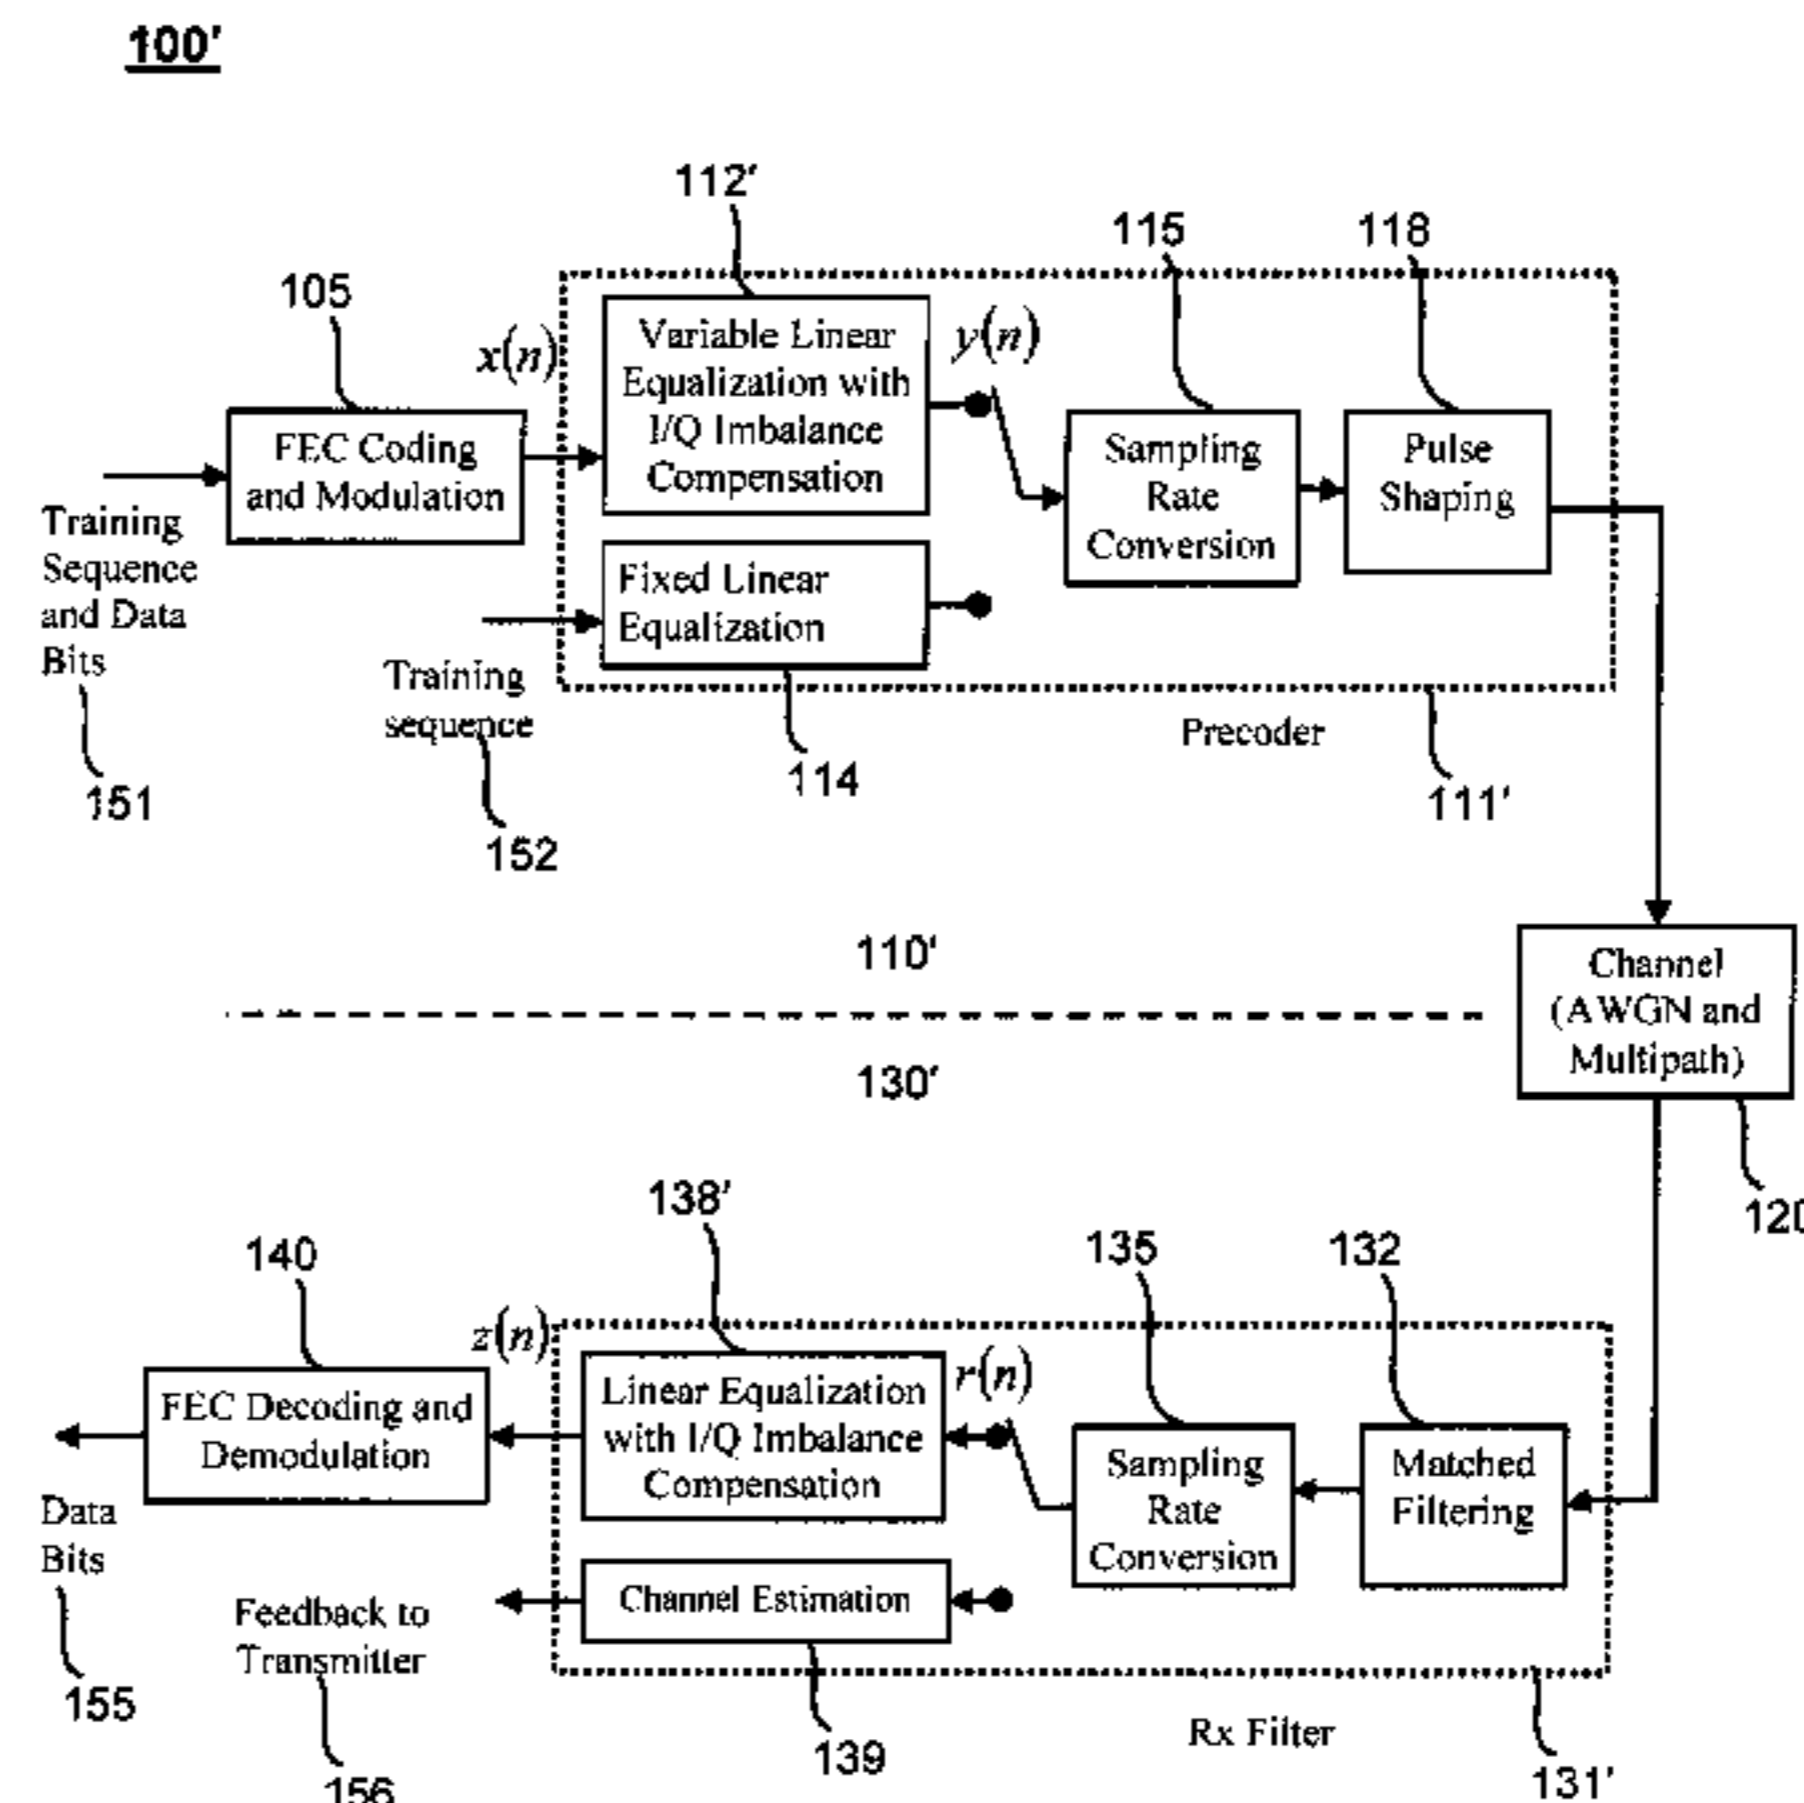 100'
112'
115
118
105
x(n)
Variable Linear
Equalization with
I/Q Imbalance
Compensation
y(n)
FEC Coding
and Modulation
Sampling
Rate
Conversion
Pulse
Shaping
Training
Sequence
and Data
Bits
Fixed Linear
Equalization
Training
sequence
Precoder
151
152
114
111'
110'
Channel
(AWGN and
Multipath)
130'
120
138'
140
135
132
z(n)
r(n)
FEC Decoding and
Demodulation
Linear Equalization
with I/Q Imbalance
Compensation
Sampling
Rate
Conversion
Matched
Filtering
Data
Bits
Channel Estimation
Feedback to
Transmitter
155
156
139
Rx Filter
131'